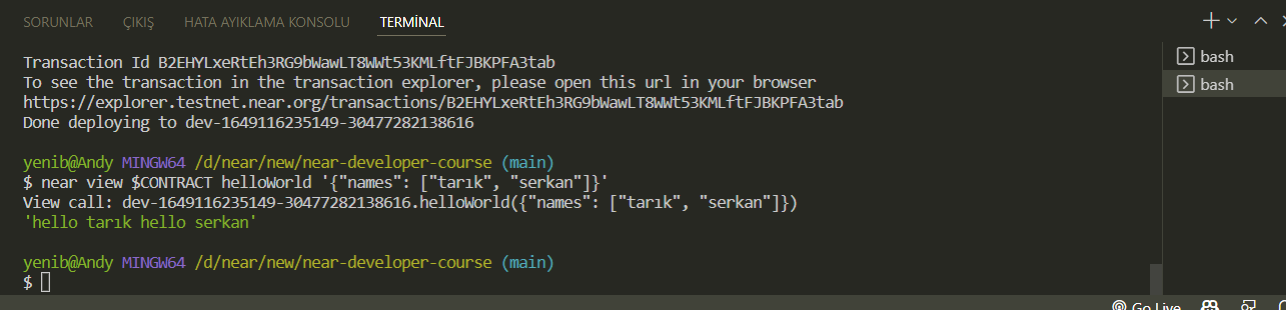 SORUNLAR ÇIKIŞ HATA AYIKLAMA KONSOLU TERMİNAL
Transaction Id B2EHYLxeRtEh3RG9bWawLT8WWt53KMLftFJBKPFA3tab
To see the transaction in the transaction explorer, please open this url in your browser
https://explorer.testnet.near.org/transactions/B2EHYLxeRtEh3RG9bWawLT8WWt53KMLftFJBKPFA3tab
Done deploying to dev-1649116235149-30477282138616
yenib@Andy MINGW64 /d/near/new/near-developer-course (main)
$ near view $CONTRACT helloWorld '{"names": ["tarık", "serkan"]}'
View call: dev-1649116235149-30477282138616.helloWorld({"names": ["tarık", "serkan"]})
'hello tarık hello serkan'
yenib@Andy MINGW64 /d/near/new/near-developer-course (main)
$
bash
bash
Go Live